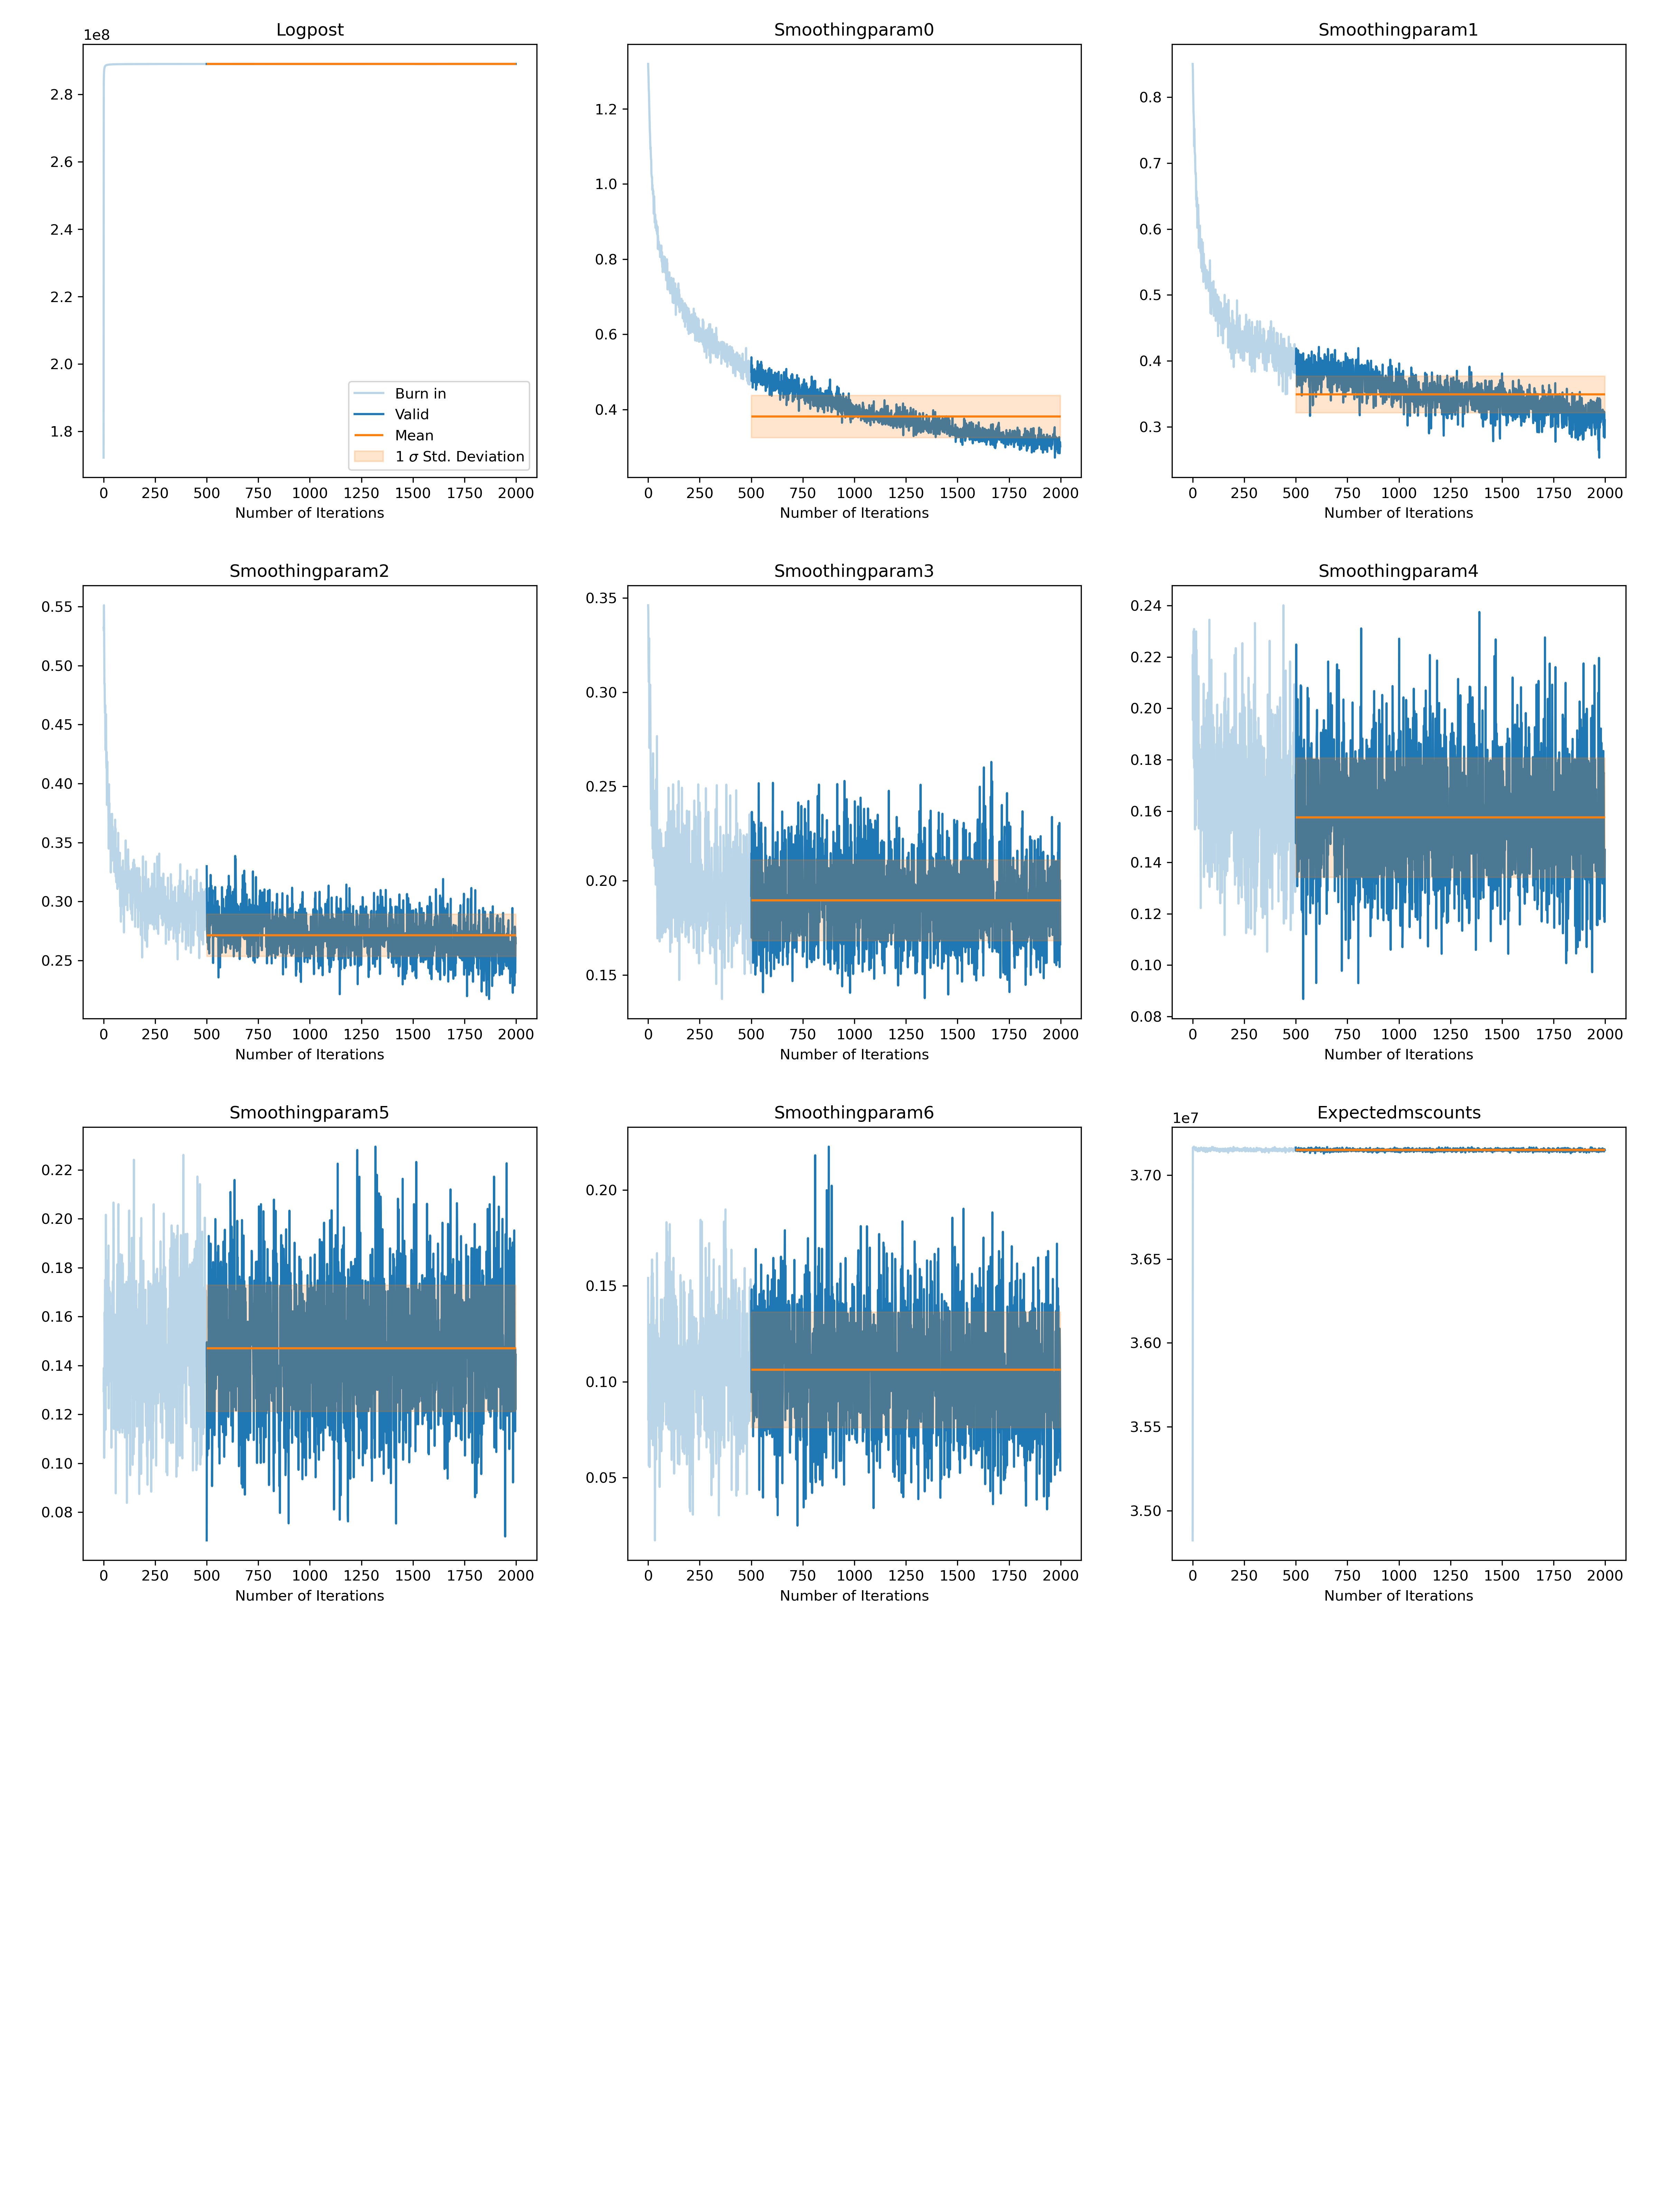 Logpost
1e8
2.8
2.6
2.4
2.2
2.0
1.8
Burn in
Valid
Mean
1 σ Std. Deviation
0 250 500 750 1000 1250 1500 1750 2000
Number of Iterations
Smoothingparam0
1.2
1.0
0.8
0.6
0.4
0 250 500 750 1000 1250 1500 1750 2000
Number of Iterations
Smoothingparam1
0.8
0.7
0.6
0.5
0.4
0.3
0 250 500 750 1000 1250 1500 1750 2000
Number of Iterations
Smoothingparam2
0.55
0.50
0.45
0.40
0.35
0.30
0.25
0 250 500 750 1000 1250 1500 1750 2000
Number of Iterations
Smoothingparam3
0.35
0.30
0.25
0.20
0.15
0 250 500 750 1000 1250 1500 1750 2000
Number of Iterations
Smoothingparam4
0.24
0.22
0.20
0.18
0.16
0.14
0.12
0.10
0.08
0 250 500 750 1000 1250 1500 1750 2000
Number of Iterations
Smoothingparam5
0.22
0.20
0.18
0.16
0.14
0.12
0.10
0.08
0 250 500 750 1000 1250 1500 1750 2000
Number of Iterations
Smoothingparam6
0.20
0.15
0.10
0.05
0 250 500 750 1000 1250 1500 1750 2000
Number of Iterations
Expectedmscounts
1e7
3.70
3.65
3.60
3.55
3.50
0 250 500 750 1000 1250 1500 1750 2000
Number of Iterations